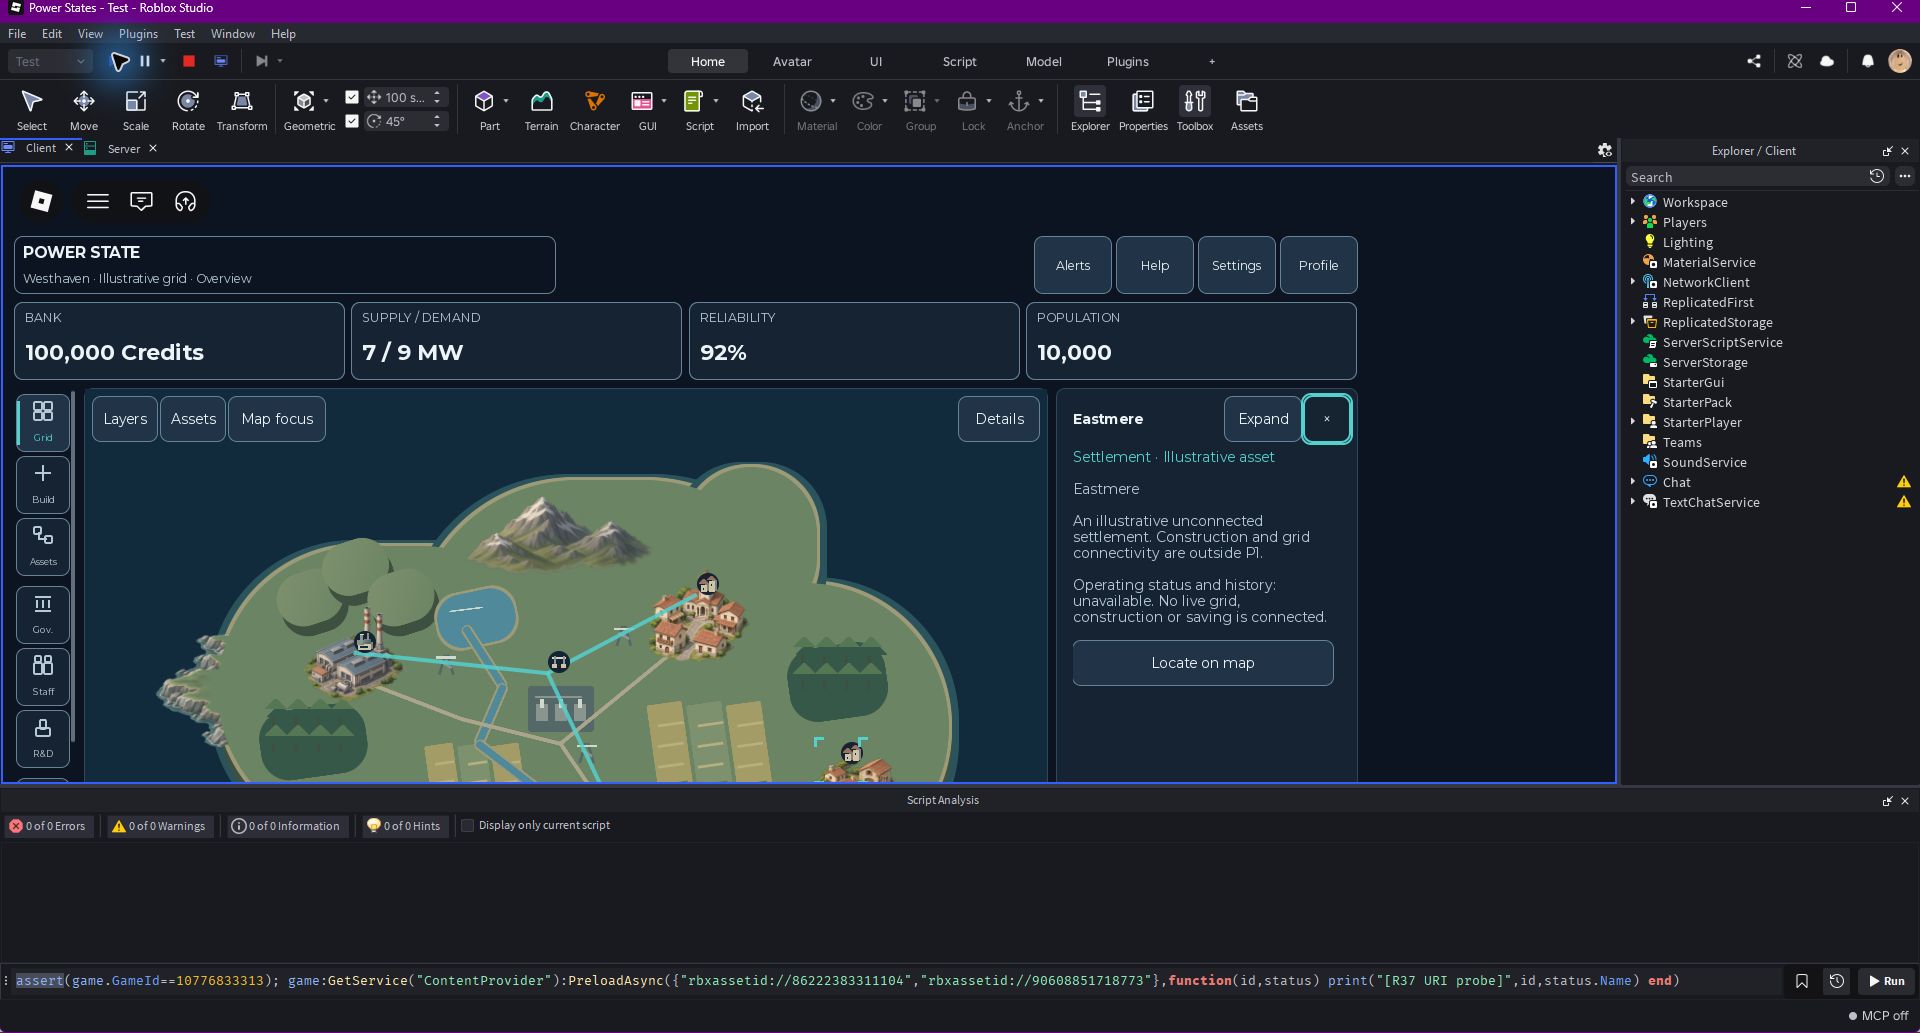 Power States - Test - Roblox Studio
File Edit View Plugins Test Window Help
Test
Home Avatar UI Script Model Plugins +
100 s...
45°
Select Move Scale Rotate Transform Geometric Part Terrain Character GUI Script Import Material Color Group Lock Anchor Explorer Properties Toolbox Assets
Client Server
Explorer / Client
Search
Workspace
Players
Lighting
MaterialService
NetworkClient
ReplicatedFirst
ReplicatedStorage
ServerScriptService
ServerStorage
StarterGui
StarterPack
StarterPlayer
Teams
SoundService
Chat
TextChatService
POWER STATE
Westhaven · Illustrative grid · Overview
Alerts Help Settings Profile
BANK
100,000 Credits
SUPPLY / DEMAND
7 / 9 MW
RELIABILITY
92%
POPULATION
10,000
Grid
Build
Assets
Gov.
Staff
R&D
Layers Assets Map focus Details
Eastmere Expand ×
Settlement · Illustrative asset
Eastmere
An illustrative unconnected
settlement. Construction and grid
connectivity are outside P1.
Operating status and history:
unavailable. No live grid,
construction or saving is connected.
Locate on map
Script Analysis
0 of 0 Errors 0 of 0 Warnings 0 of 0 Information 0 of 0 Hints Display only current script
assert(game.GameId==10776833313); game:GetService("ContentProvider"):PreloadAsync({"rbxassetid://86222383311104","rbxassetid://90608851718773"},function(id,status) print("[R37 URI probe]",id,status.Name) end)
Run
MCP off